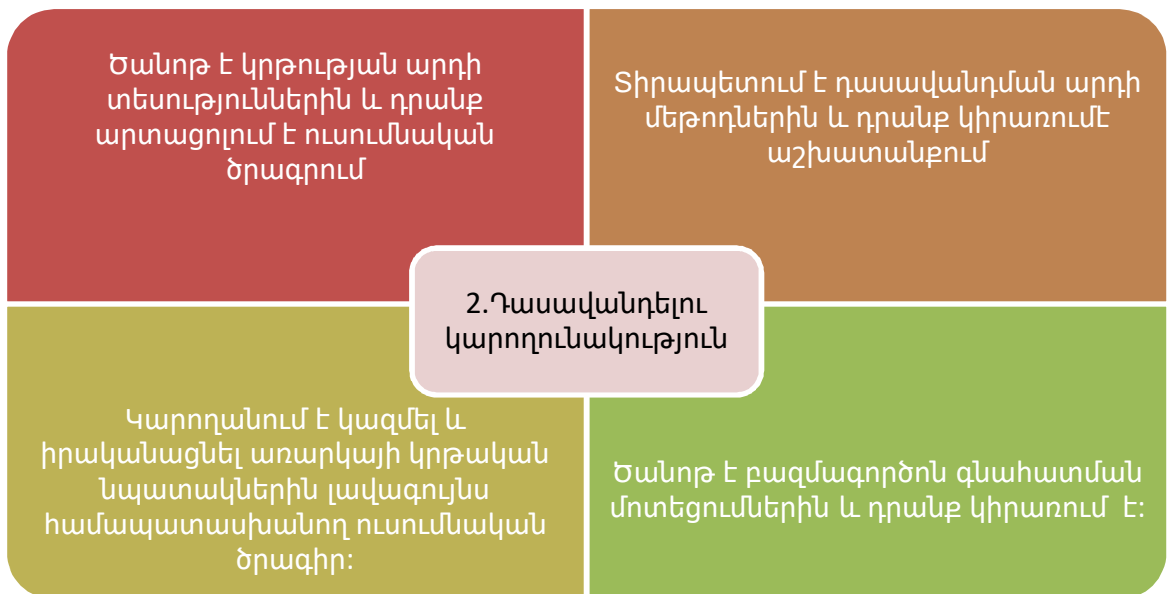 Ծանոթ է կրթության արդի
տեսություններին և դրանք
արտացոլում է ուսումնական
ծրագրում
Տիրապետում է դասավանդման արդի
մեթոդներին և դրանք կիրառումէ
աշխատանքում
2.Դասավանդելու
կարողունակություն
Կարողանում է կազմել և
իրականացնել առարկայի կրթական
նպատակներին լավագույնս
համապատասխանող ուսումնական
ծրագիր:
Ծանոթ է բազմագործոն գնահատման
մոտեցումներին և դրանք կիրառում է: